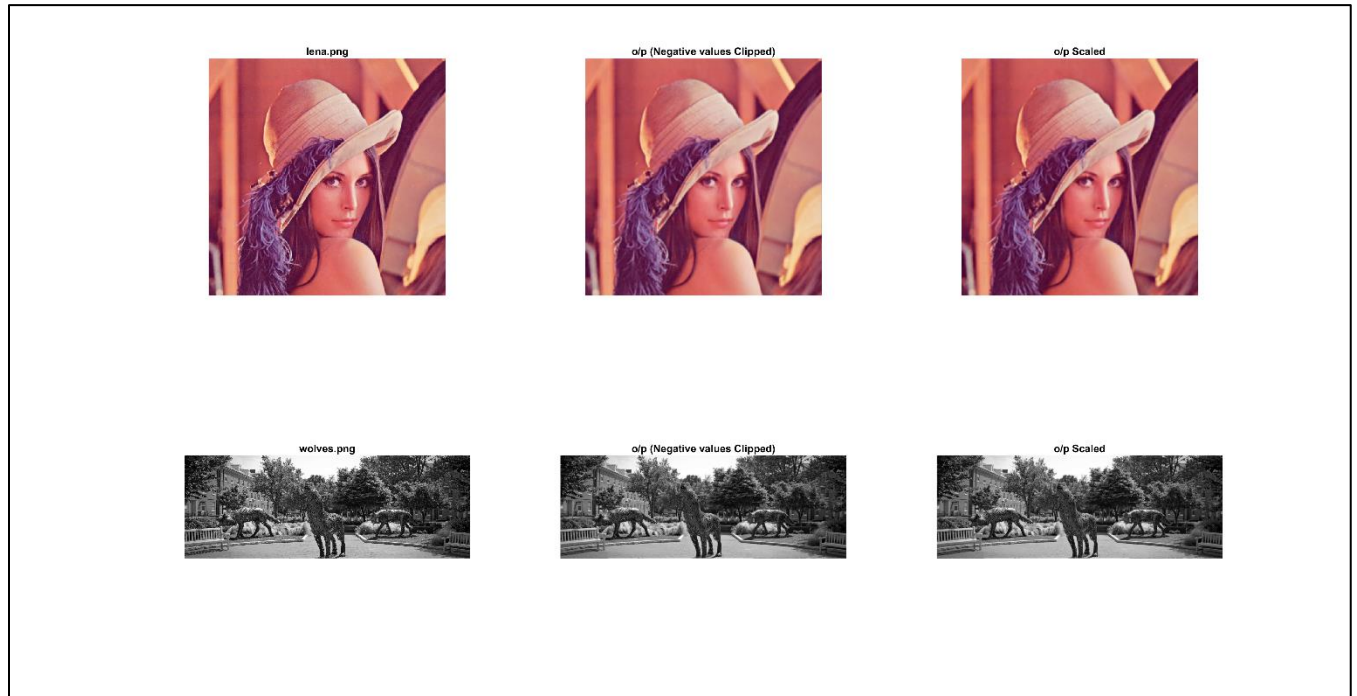 lena.png
o/p (Negative values Clipped)
o/p Scaled
wolves.png
o/p (Negative values Clipped)
o/p Scaled